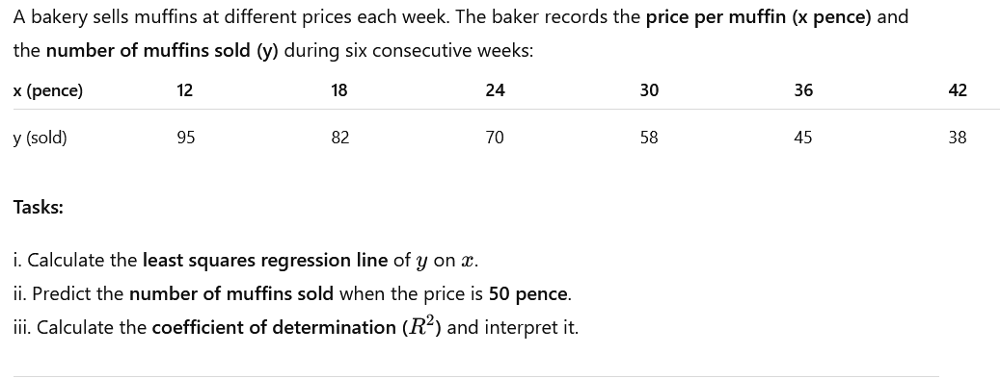 A bakery sells muffins at different prices each week. The baker records the price per muffin (x pence) and
the number of muffins sold (y) during six consecutive weeks:
x (pence) 12 18 24 30 36 42
y (sold) 95 82 70 58 45 38
Tasks:
i. Calculate the least squares regression line of y on x.
ii. Predict the number of muffins sold when the price is 50 pence.
iii. Calculate the coefficient of determination (R²) and interpret it.